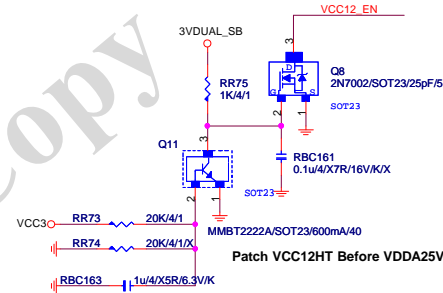 VCC12_EN
3VDUAL_SB
3
D
Q8
2N7002/SOT23/25pF/5
G
S
2
1
SOT23
RR75
1K/4/1
Copy
Q11
3
RBC161
0.1u/4/X7R/16V/K/X
SOT23
2
1
MMBT2222A/SOT23/600mA/40
VCC3
RR73
20K/4/1
RR74
20K/4/1/X
Patch VCC12HT Before VDDA25V
RBC163
1u/4/X5R/6.3V/K